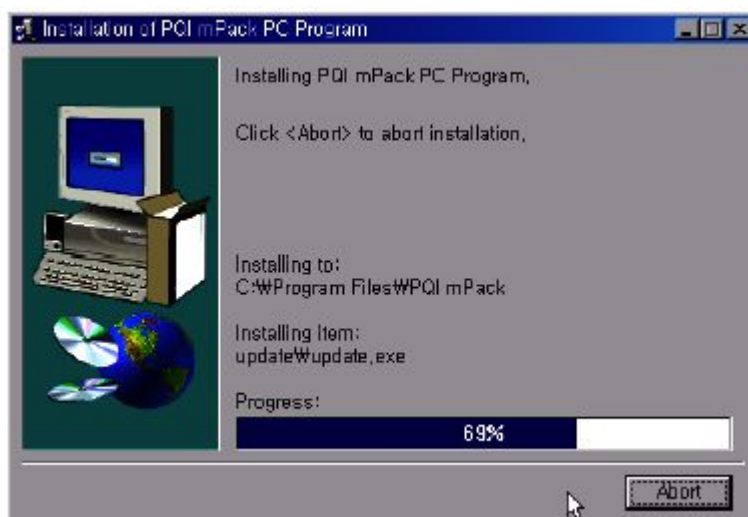 Installation of PQI mPack PC Program
Installing PQI mPack PC Program,
Click <Abort> to abort installation,
Installing to:
C:₩Program Files₩PQI mPack
Installing Item:
update₩update,exe
Progress:
69%
Abort